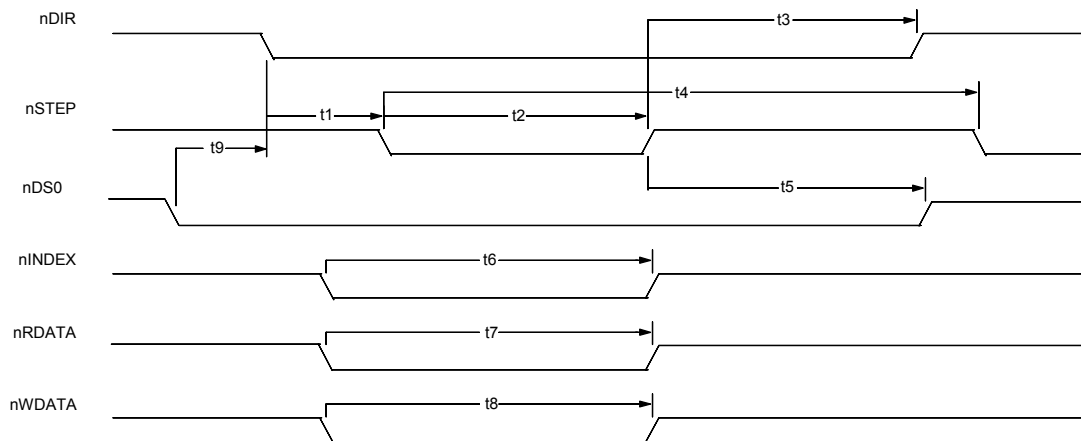 nDIR
t3
t4
nSTEP
t1
t2
t9
nDS0
t5
nINDEX
t6
nRDATA
t7
nWDATA
t8